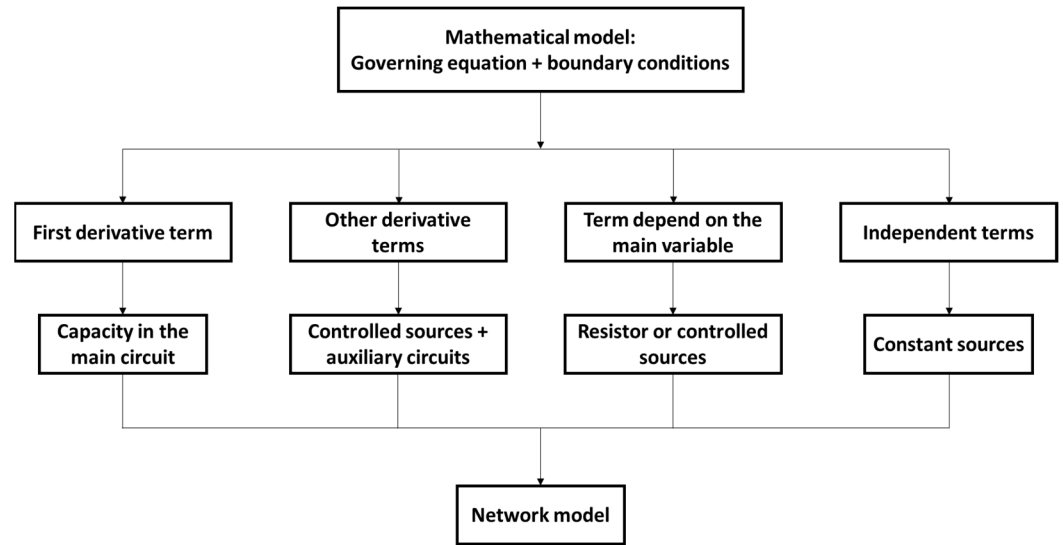 Mathematical model:
Governing equation + boundary conditions
First derivative term
Other derivative
terms
Term depend on the
main variable
Independent terms
Capacity in the
main circuit
Controlled sources +
auxiliary circuits
Resistor or controlled
sources
Constant sources
Network model